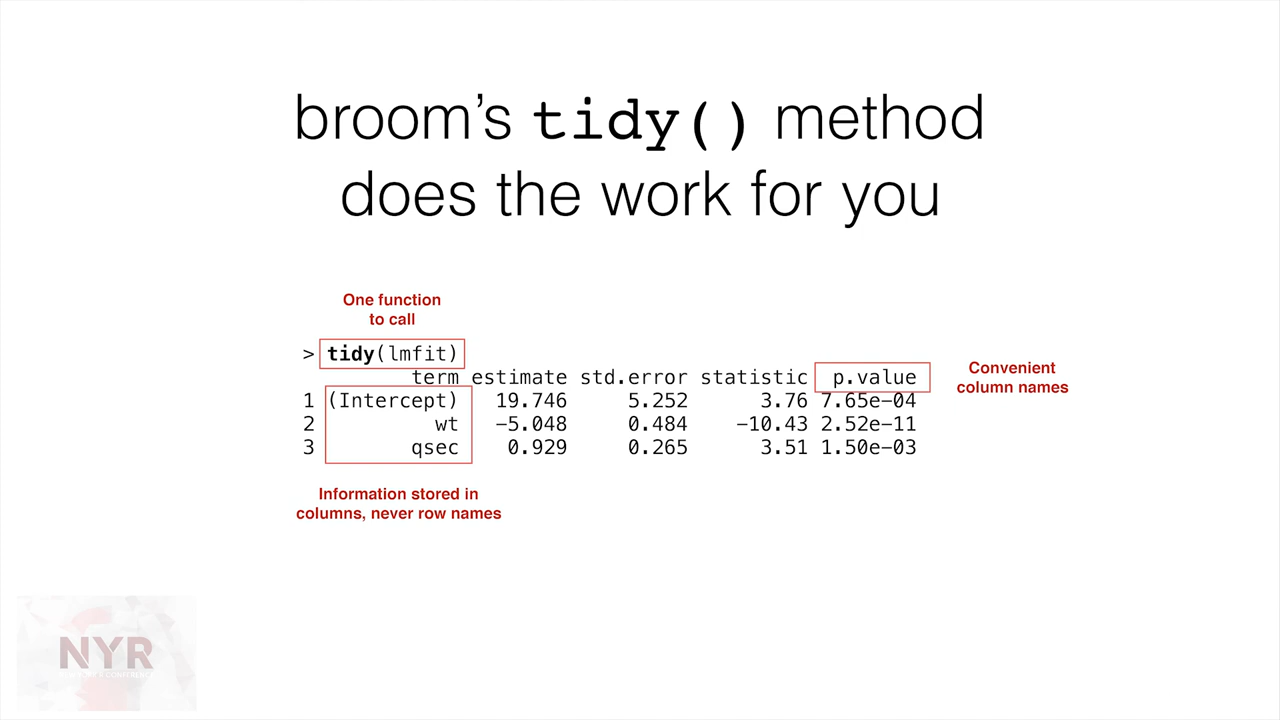 broom’s tidy() method
does the work for you
One function
to call
> tidy(lmfit)
term estimate std.error statistic p.value
1 (Intercept) 19.746 5.252 3.76 7.65e-04
2 wt -5.048 0.484 -10.43 2.52e-11
3 qsec 0.929 0.265 3.51 1.50e-03
Convenient
column names
Information stored in
columns, never row names
NYR